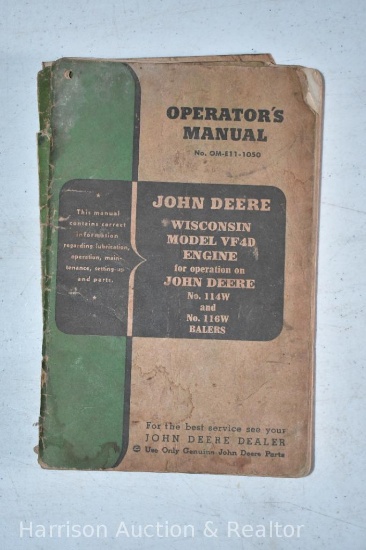 OPERATOR'S
MANUAL
No. OM-E11-1050
This manual
contains correct
information
regarding lubrication,
operation, main-
tenance, setting-up
and parts.
JOHN DEERE
WISCONSIN
MODEL VF4D
ENGINE
for operation on
JOHN DEERE
No. 114W
and
No. 116W
BALERS
For the best service see your
JOHN DEERE DEALER
Use Only Genuine John Deere Parts
Harrison Auction & Realtor